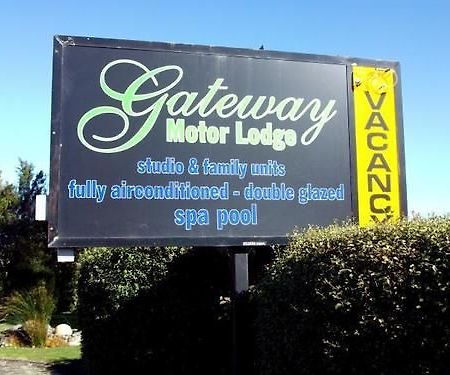 Gateway
Motor Lodge
studio & family units
fully airconditioned - double glazed
spa pool
VACANCY